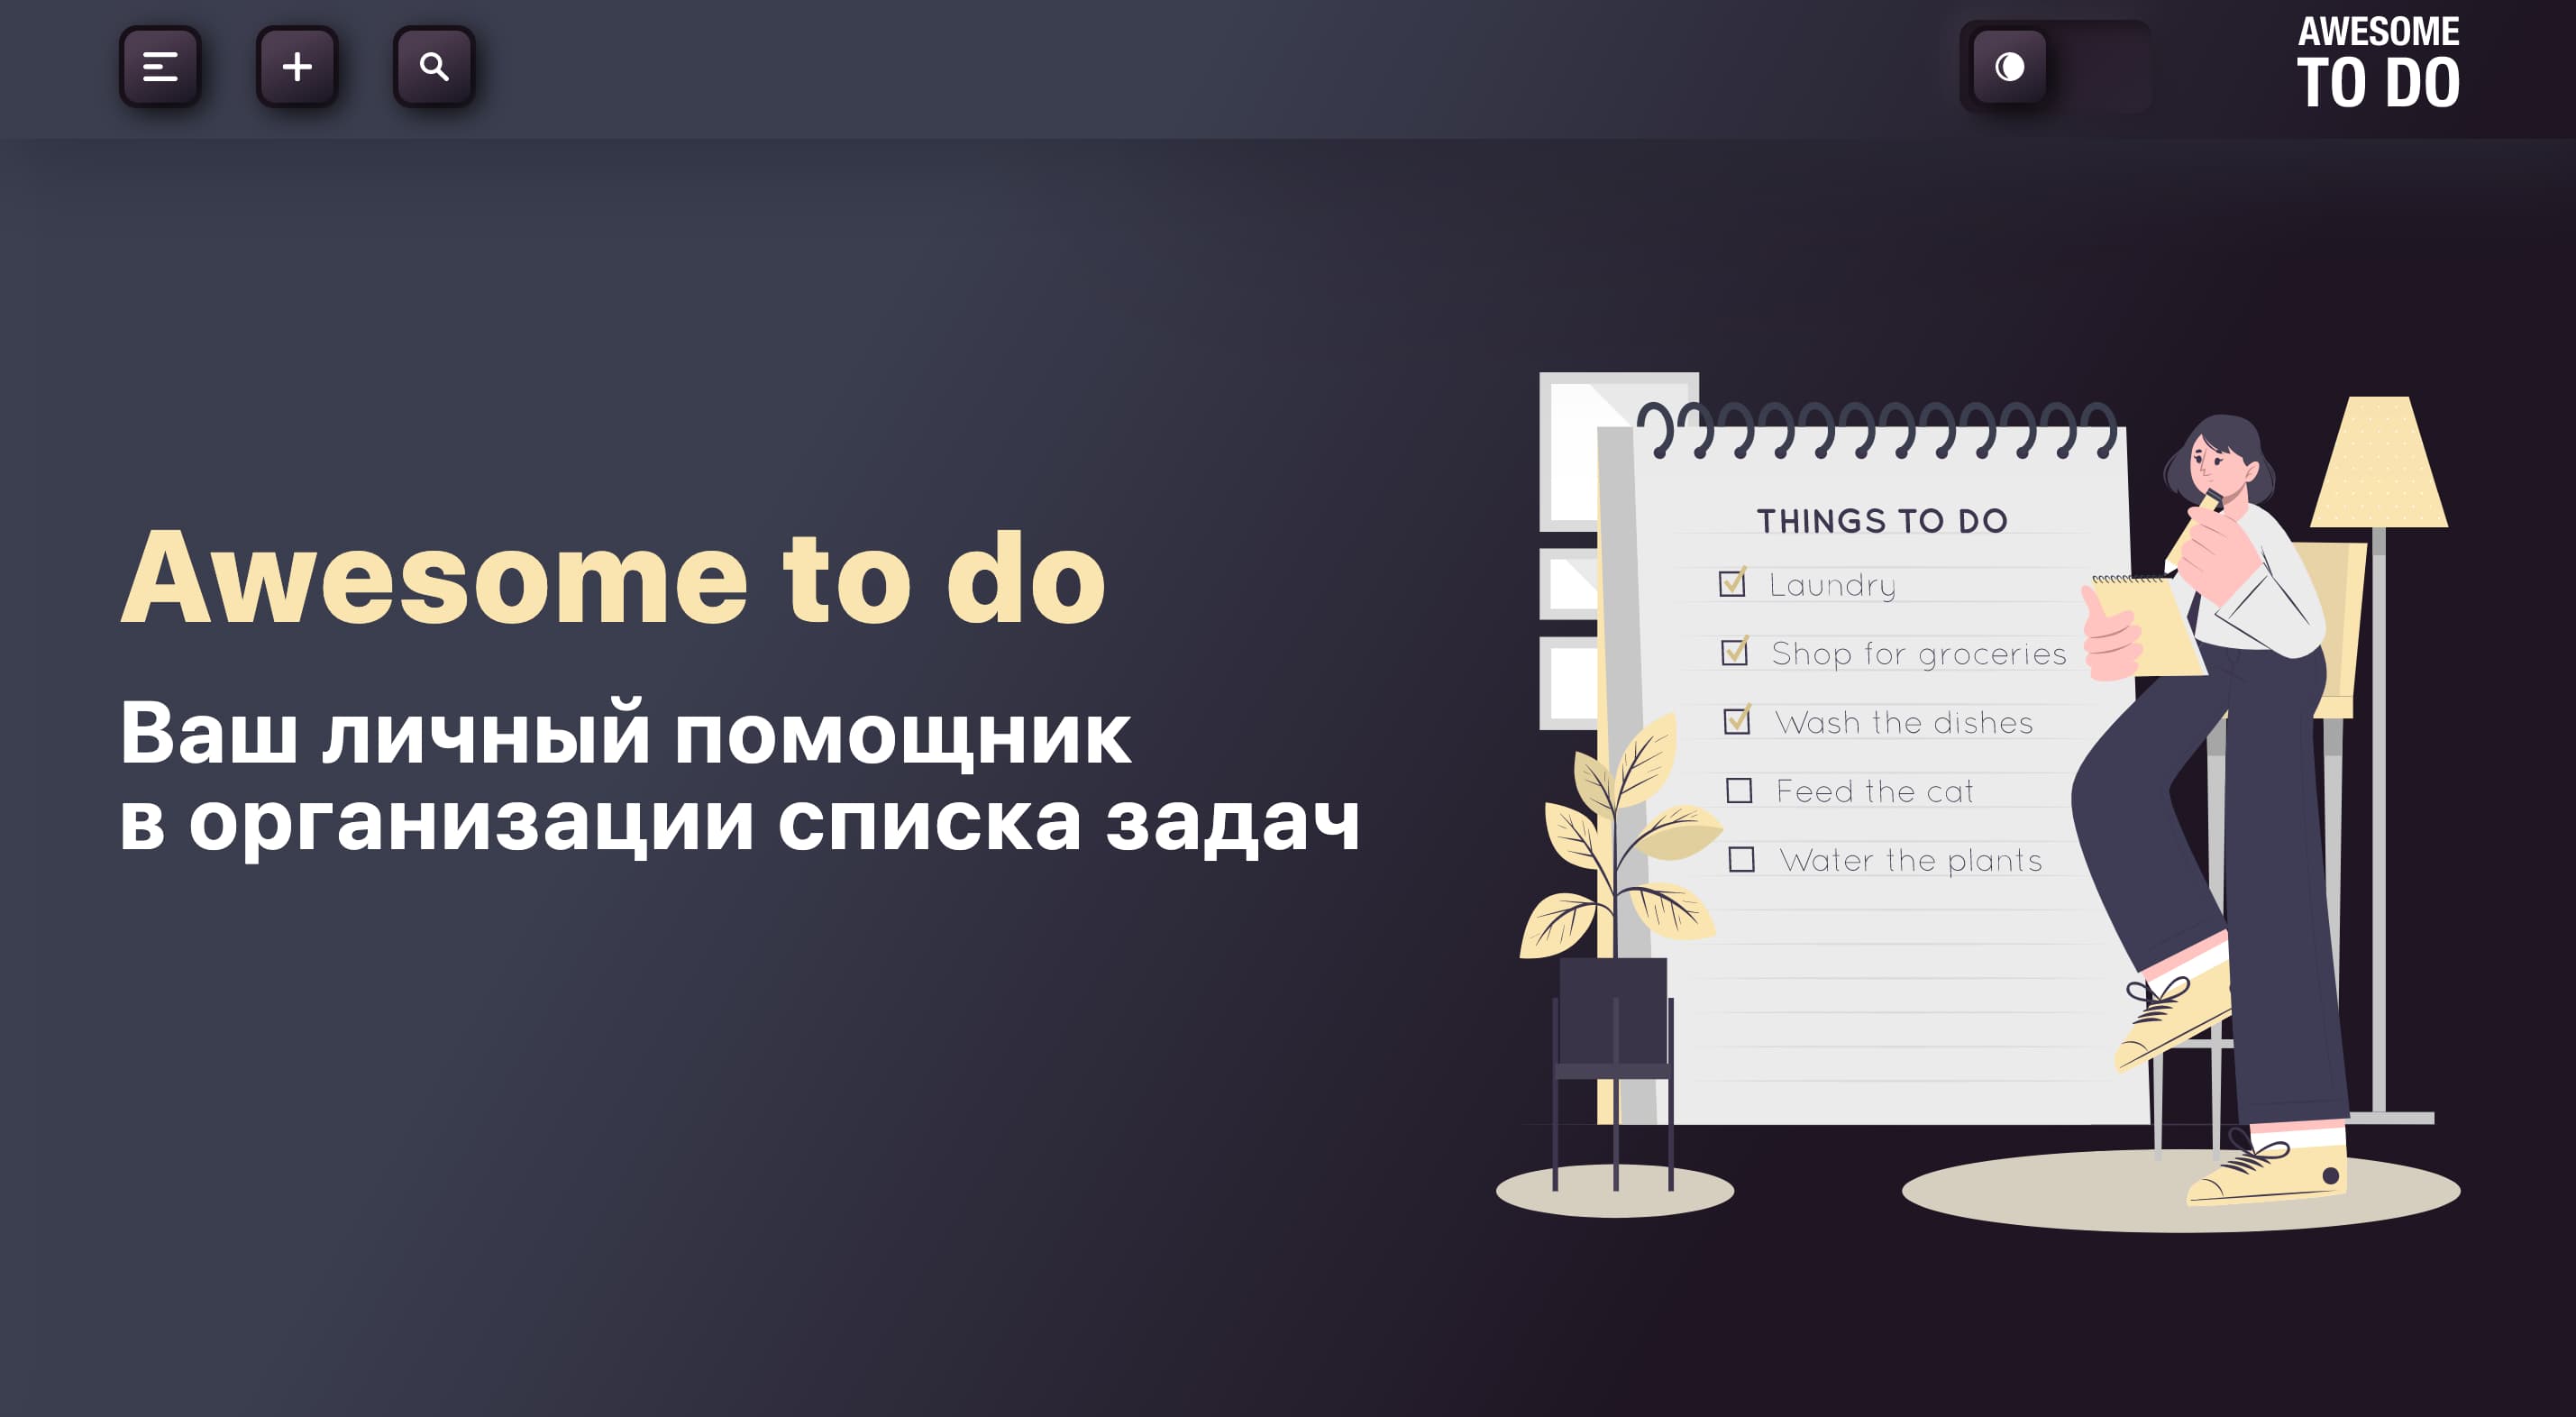 AWESOME
TO DO
Awesome to do
Ваш личный помощник
в организации списка задач
THINGS TO DO
Laundry
Shop for groceries
Wash the dishes
Feed the cat
Water the plants